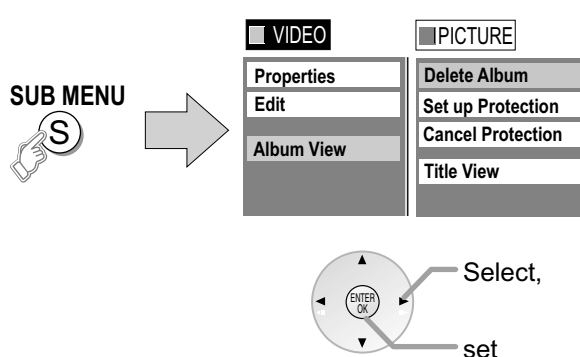 VIDEO
PICTURE
SUB MENU
S
Properties
Edit
Album View
Delete Album
Set up Protection
Cancel Protection
Title View
ENTER
OK
Select,
set